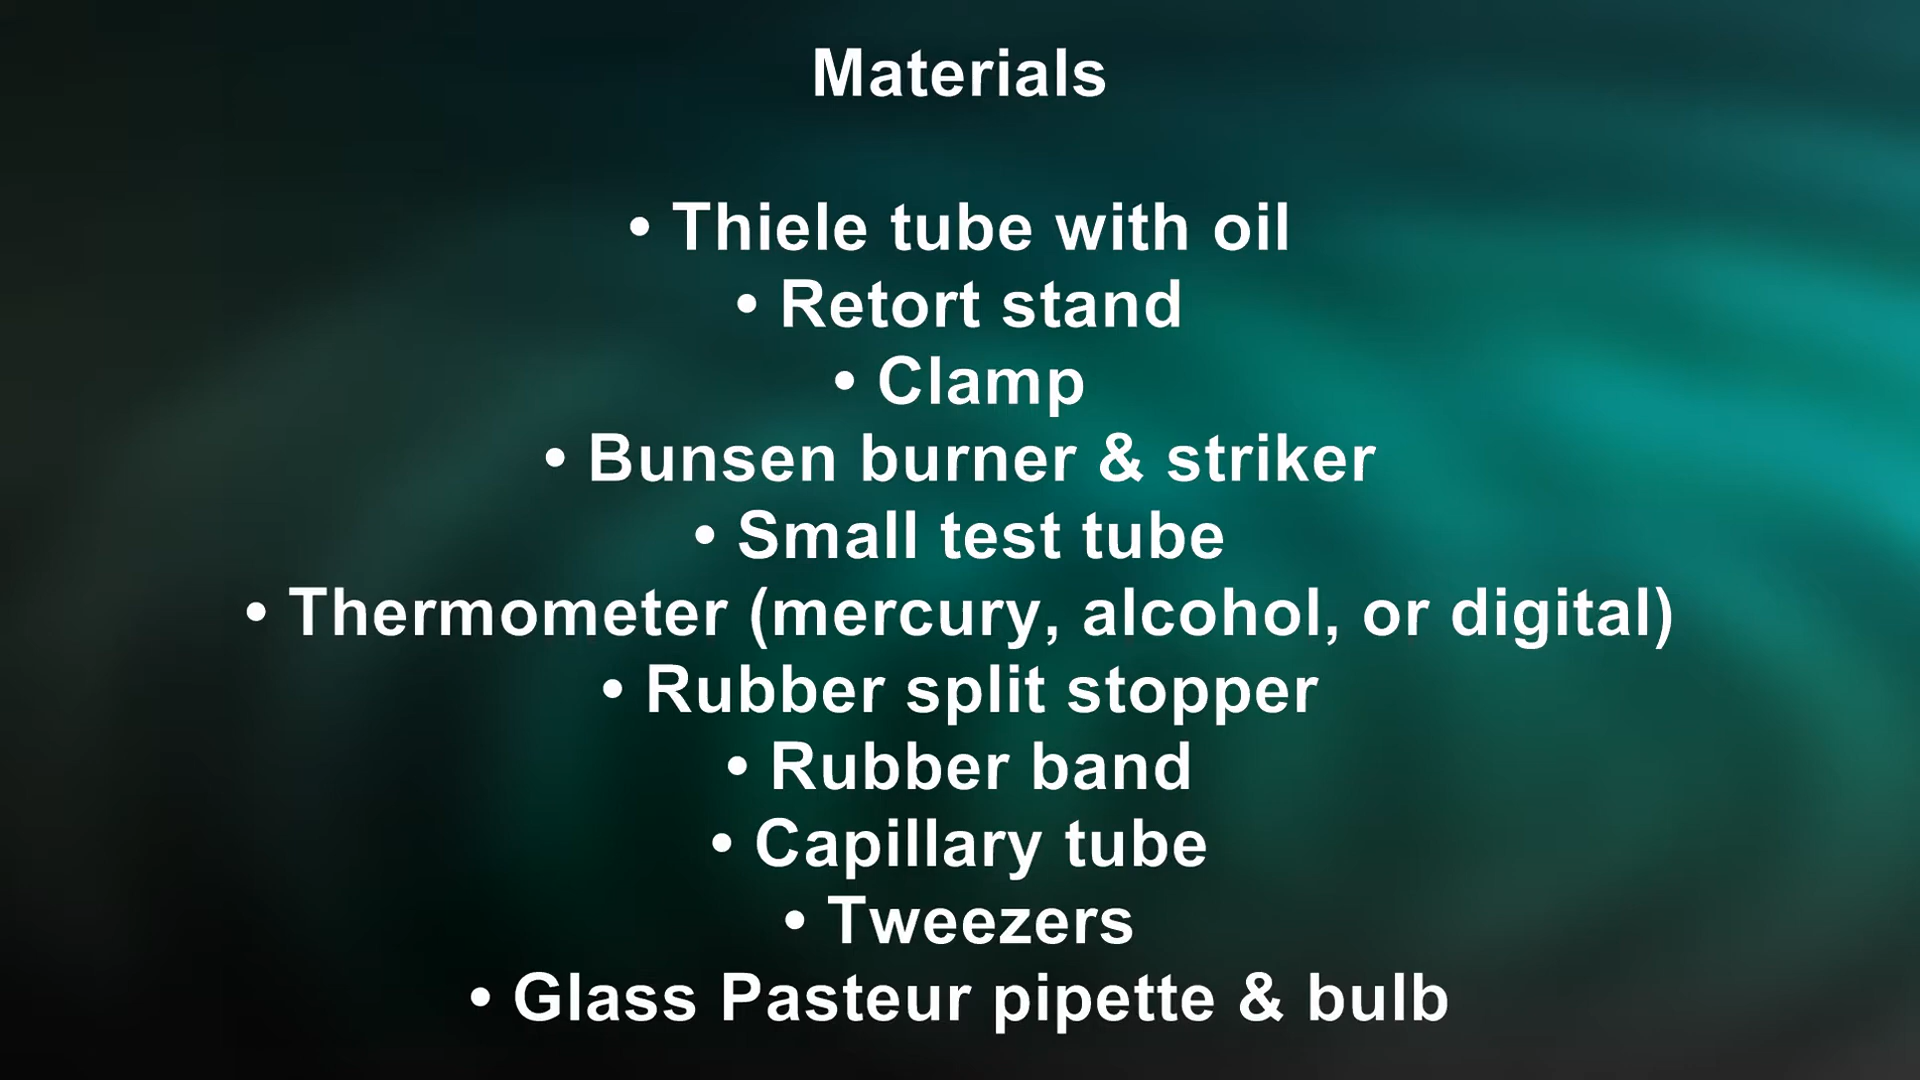 Materials
• Thiele tube with oil
• Retort stand
• Clamp
• Bunsen burner & striker
• Small test tube
• Thermometer (mercury, alcohol, or digital)
• Rubber split stopper
• Rubber band
• Capillary tube
• Tweezers
• Glass Pasteur pipette & bulb